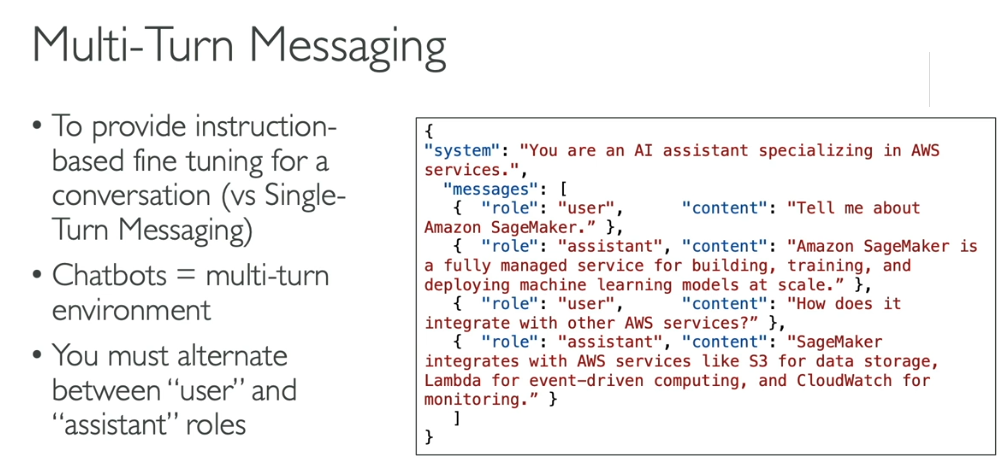 Multi-Turn Messaging
• To provide instruction-
based fine tuning for a
conversation (vs Single-
Turn Messaging)
• Chatbots = multi-turn
environment
• You must alternate
between “user” and
“assistant” roles
{
"system": "You are an AI assistant specializing in AWS
services.",
  "messages": [
    {  "role": "user",      "content": "Tell me about
Amazon SageMaker.” },
    {  "role": "assistant", "content": "Amazon SageMaker is
a fully managed service for building, training, and
deploying machine learning models at scale.” },
    {  "role": "user",      "content": "How does it
integrate with other AWS services?” },
    {  "role": "assistant", "content": "SageMaker
integrates with AWS services like S3 for data storage,
Lambda for event-driven computing, and CloudWatch for
monitoring.” }
    ]
}